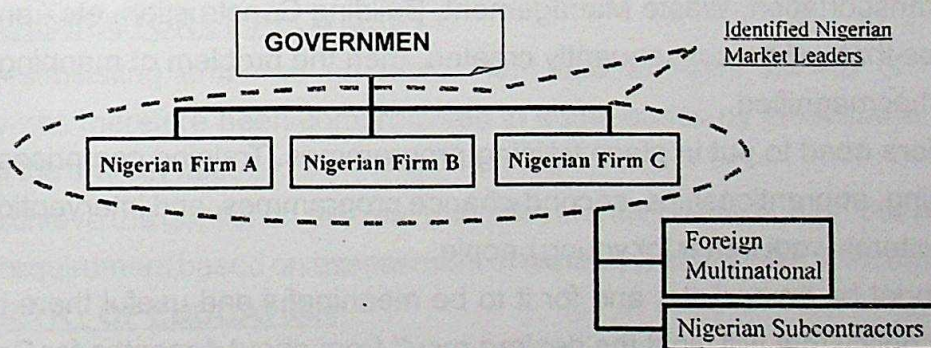 GOVERNMEN
Identified Nigerian
Market Leaders
Nigerian Firm A
Nigerian Firm B
Nigerian Firm C
Foreign
Multinational
Nigerian Subcontractors